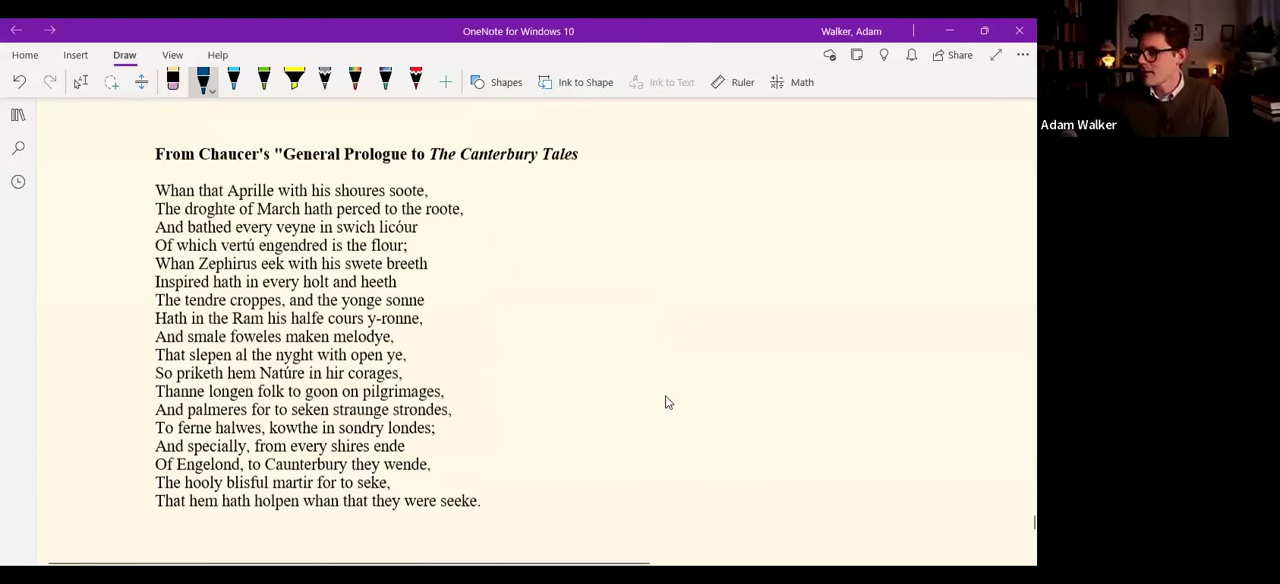 OneNote for Windows 10
Walker, Adam
Home Insert Draw View Help
Share
Shapes Ink to Shape Ink to Text Ruler Math
Adam Walker
From Chaucer's "General Prologue to The Canterbury Tales
Whan that Aprille with his shoures soote,
The droghte of March hath perced to the roote,
And bathed every veyne in swich licóur
Of which vertú engendred is the flour;
Whan Zephirus eek with his swete breeth
Inspired hath in every holt and heeth
The tendre croppes, and the yonge sonne
Hath in the Ram his halfe cours y-ronne,
And smale foweles maken melodye,
That slepen al the nyght with open ye,
So priketh hem Natúre in hir corages,
Thanne longen folk to goon on pilgrimages,
And palmeres for to seken straunge strondes,
To ferne halwes, kowthe in sondry londes;
And specially, from every shires ende
Of Engelond, to Caunterbury they wende,
The hooly blisful martir for to seke,
That hem hath holpen whan that they were seeke.